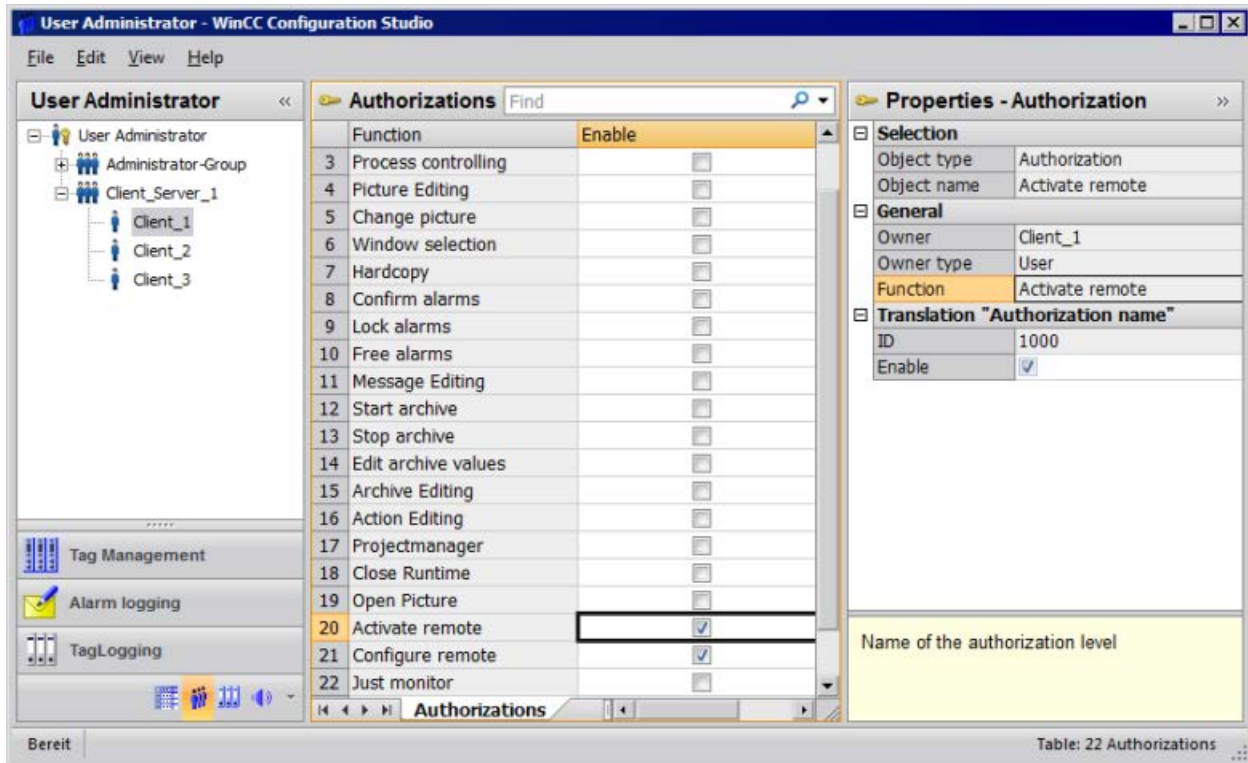 User Administrator - WinCC Configuration Studio
File Edit View Help
User Administrator «
User Administrator
Administrator-Group
Client_Server_1
Client_1
Client_2
Client_3
Tag Management
Alarm logging
TagLogging
Authorizations Find
Function Enable
3 Process controlling
4 Picture Editing
5 Change picture
6 Window selection
7 Hardcopy
8 Confirm alarms
9 Lock alarms
10 Free alarms
11 Message Editing
12 Start archive
13 Stop archive
14 Edit archive values
15 Archive Editing
16 Action Editing
17 Projectmanager
18 Close Runtime
19 Open Picture
20 Activate remote
21 Configure remote
22 Just monitor
Authorizations
Properties - Authorization »
Selection
Object type Authorization
Object name Activate remote
General
Owner Client_1
Owner type User
Function Activate remote
Translation "Authorization name"
ID 1000
Enable
Name of the authorization level
Bereit
Table: 22 Authorizations